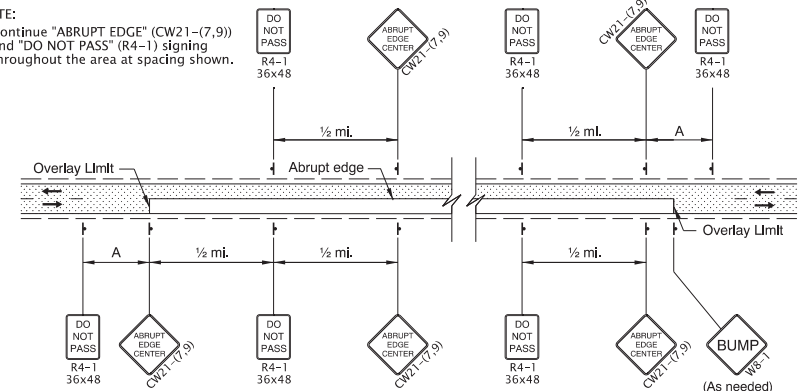 TE:
ontinue "ABRUPT EDGE" (CW21-(7,9))
nd "DO NOT PASS" (R4-1) signing
hroughout the area at spacing shown.
DO
NOT
PASS
R4-1
36x48
ABRUPT
EDGE
CENTER
CW21-(7,9)
DO
NOT
PASS
R4-1
36x48
ABRUPT
EDGE
CENTER
CW21-(7,9)
DO
NOT
PASS
R4-1
36x48
½ mi.
½ mi.
A
Overlay Limit
Abrupt edge
Overlay Limit
A
½ mi.
½ mi.
½ mi.
DO
NOT
PASS
R4-1
36x48
ABRUPT
EDGE
CENTER
CW21-(7,9)
DO
NOT
PASS
R4-1
36x48
ABRUPT
EDGE
CENTER
CW21-(7,9)
DO
NOT
PASS
R4-1
36x48
ABRUPT
EDGE
CENTER
CW21-(7,9)
BUMP
W8-1
(As needed)